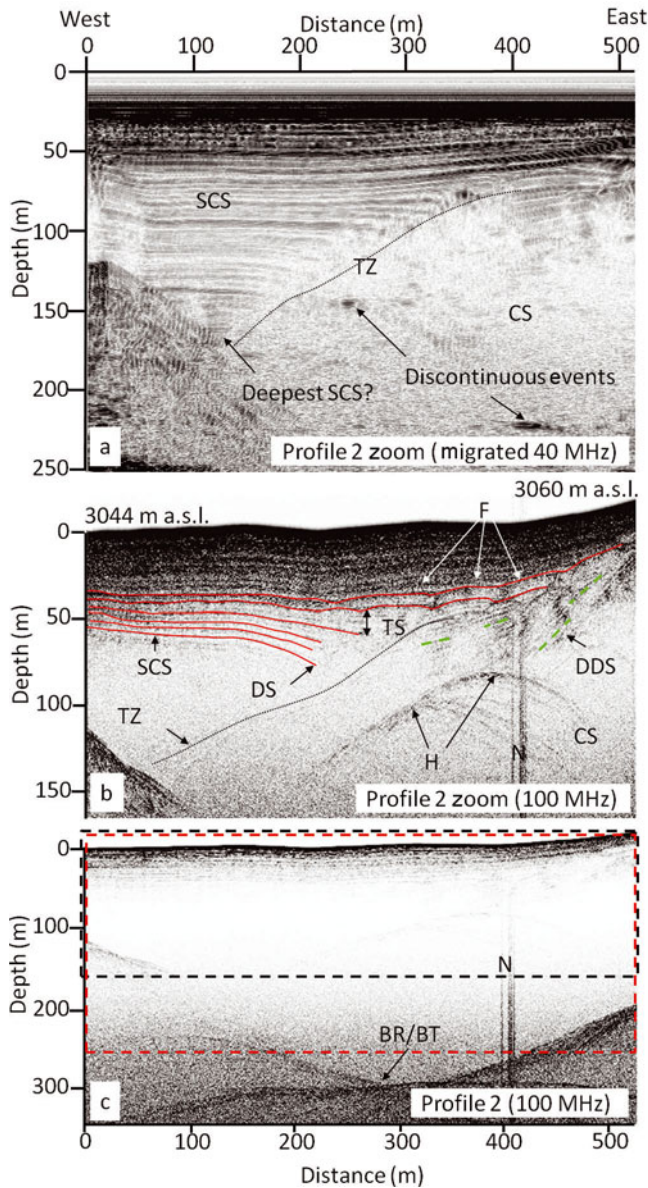 West
Distance (m)
East
0 100 200 300 400 500
0
50
100
150
200
250
Depth (m)
SCS
TZ
CS
Deepest SCS?
Discontinuous events
a
Profile 2 zoom (migrated 40 MHz)
3044 m a.s.l.
3060 m a.s.l.
F
0
50
100
150
Depth (m)
TS
SCS
DS
DDS
TZ
CS
H
N
b
Profile 2 zoom (100 MHz)
0
100
200
300
Depth (m)
N
BR/BT
c
Profile 2 (100 MHz)
0 100 200 300 400 500
Distance (m)